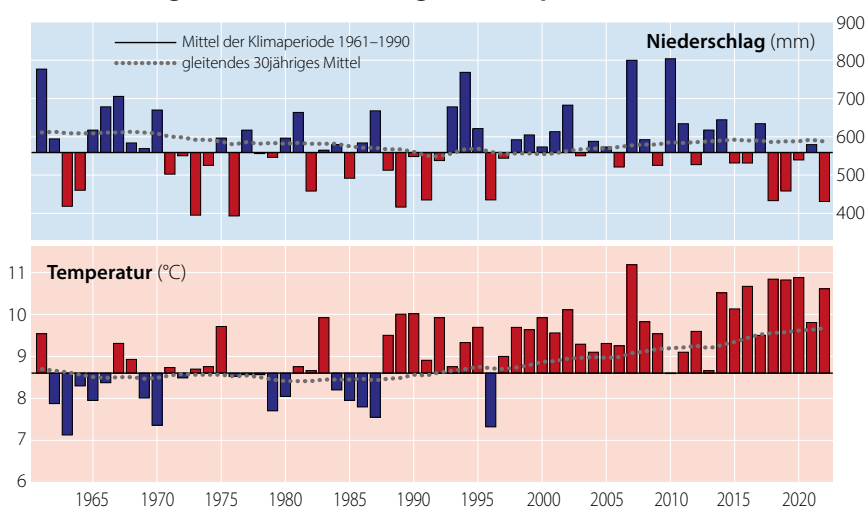 900
Mittel der Klimaperiode 1961–1990
Niederschlag (mm)
gleitendes 30jähriges Mittel
800
700
600
500
400
Temperatur (°C)
11
10
9
8
7
6
1965 1970 1975 1980 1985 1990 1995 2000 2005 2010 2015 2020